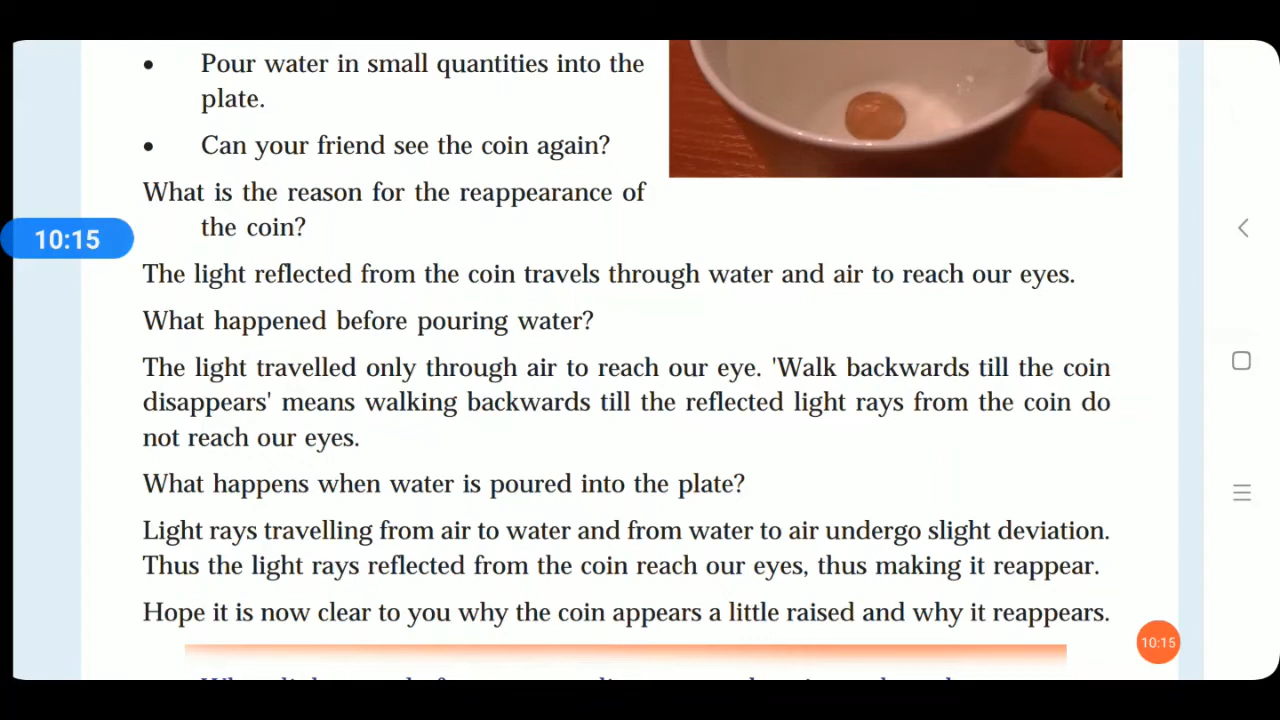 • Pour water in small quantities into the
plate.
• Can your friend see the coin again?
What is the reason for the reappearance of
the coin?
10:15
The light reflected from the coin travels through water and air to reach our eyes.
What happened before pouring water?
The light travelled only through air to reach our eye. 'Walk backwards till the coin
disappears' means walking backwards till the reflected light rays from the coin do
not reach our eyes.
What happens when water is poured into the plate?
Light rays travelling from air to water and from water to air undergo slight deviation.
Thus the light rays reflected from the coin reach our eyes, thus making it reappear.
Hope it is now clear to you why the coin appears a little raised and why it reappears.
10:15